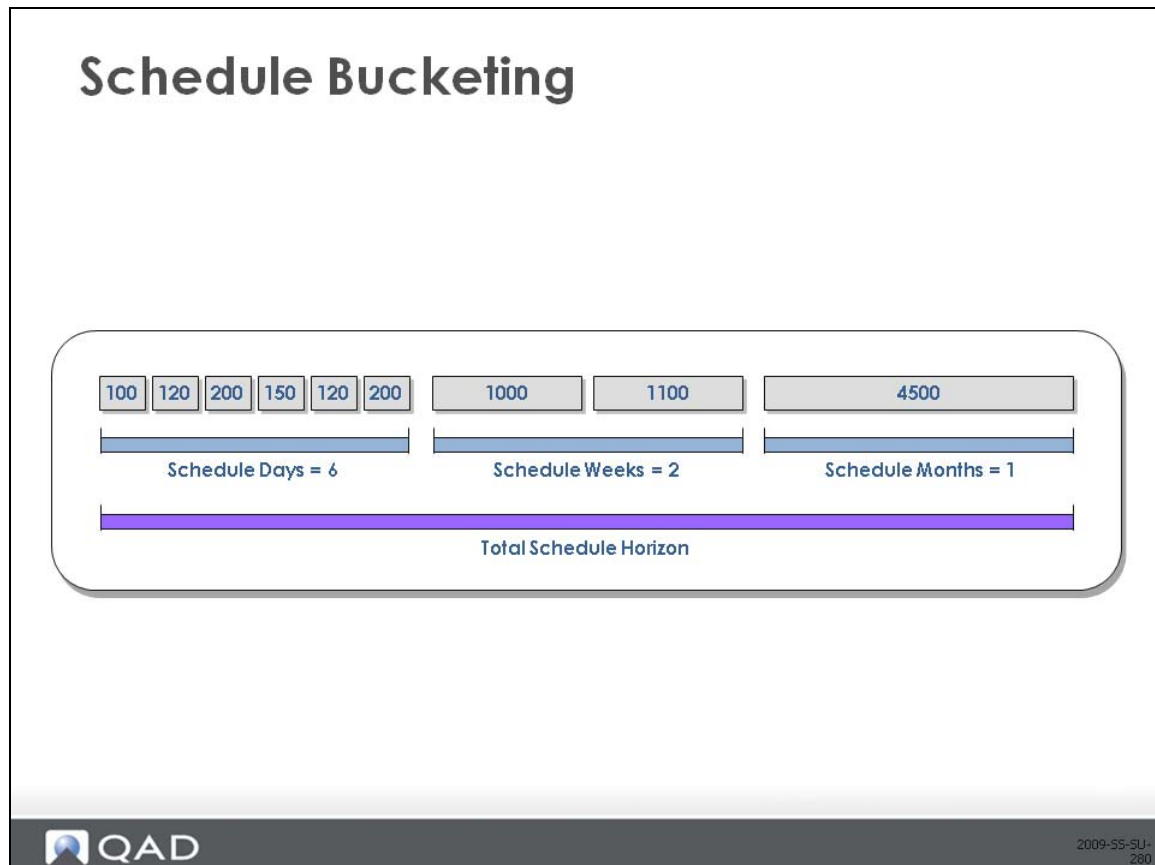 Schedule Bucketing
100 120 200 150 120 200 1000 1100 4500
Schedule Days = 6 Schedule Weeks = 2 Schedule Months = 1
Total Schedule Horizon
QAD
2009-SS-SU-
280